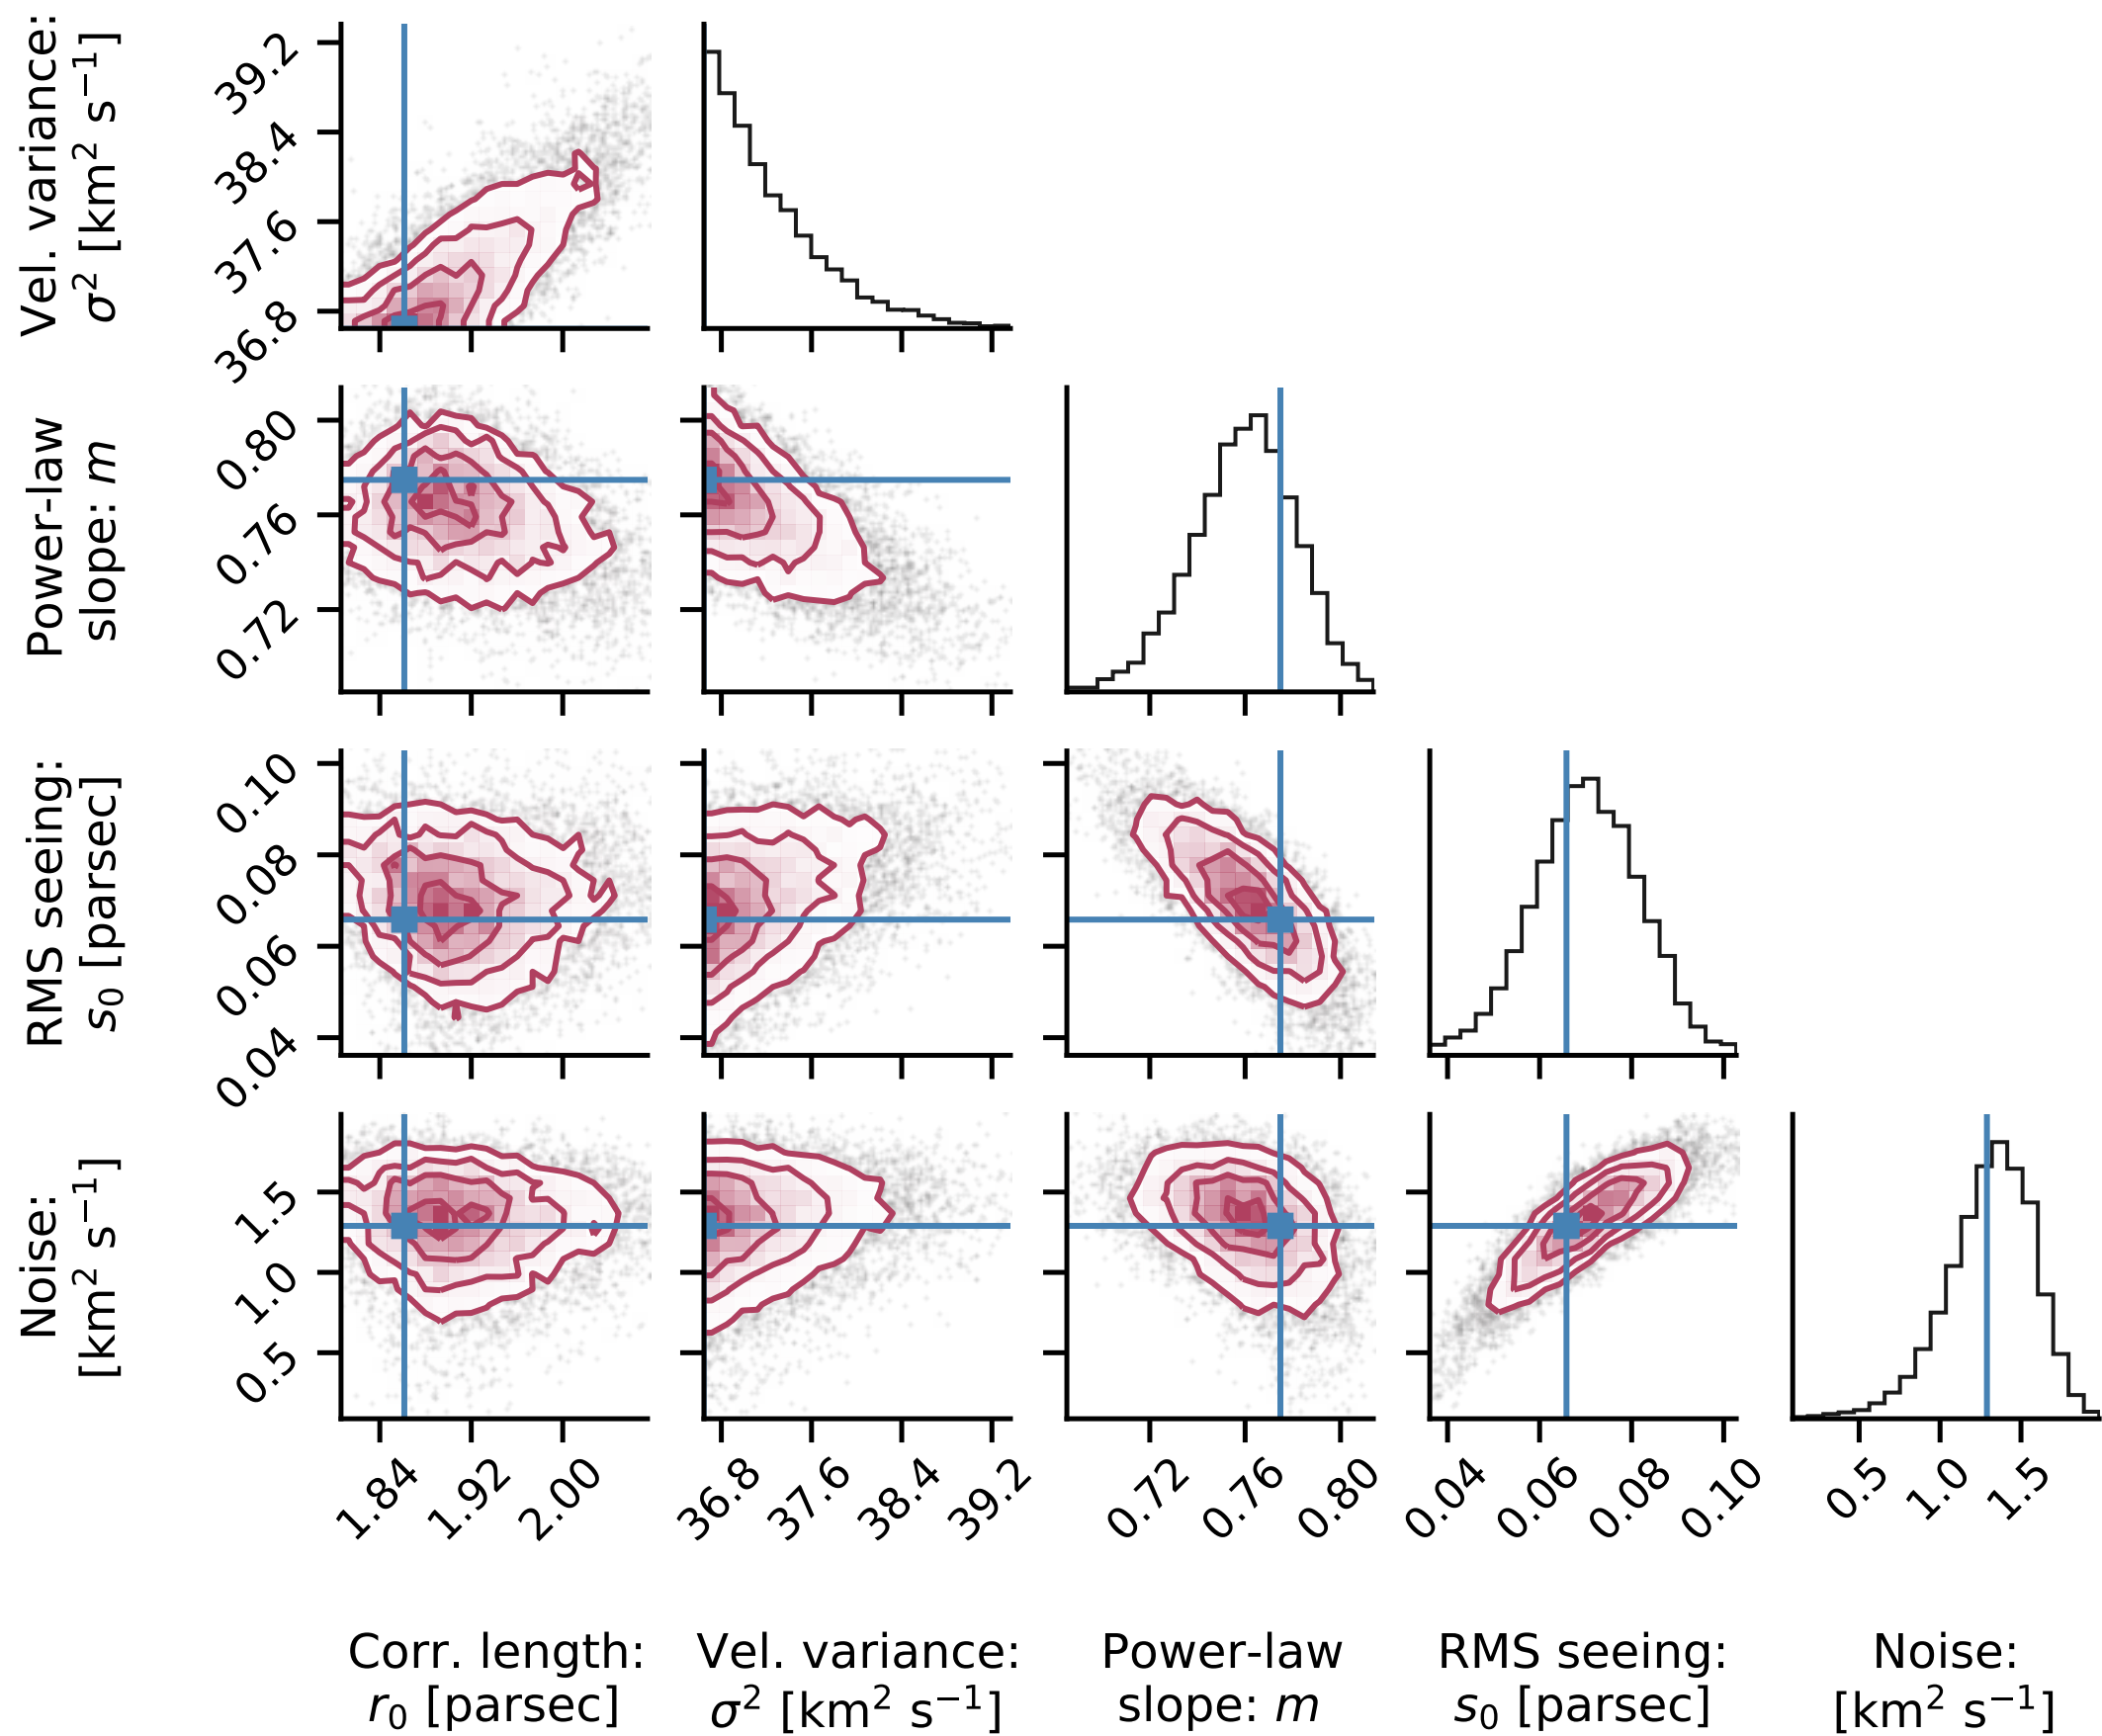 Vel. variance:
σ² [km² s⁻¹]
39.2
38.4
37.6
36.8
Power-law
slope: m
0.80
0.76
0.72
RMS seeing:
s₀ [parsec]
0.10
0.08
0.06
0.04
Noise:
[km² s⁻¹]
1.5
1.0
0.5
1.84 1.92 2.00 36.8 37.6 38.4 39.2 0.72 0.76 0.80 0.04 0.06 0.08 0.10 0.5 1.0 1.5
Corr. length:
r₀ [parsec]
Vel. variance:
σ² [km² s⁻¹]
Power-law
slope: m
RMS seeing:
s₀ [parsec]
Noise:
[km² s⁻¹]